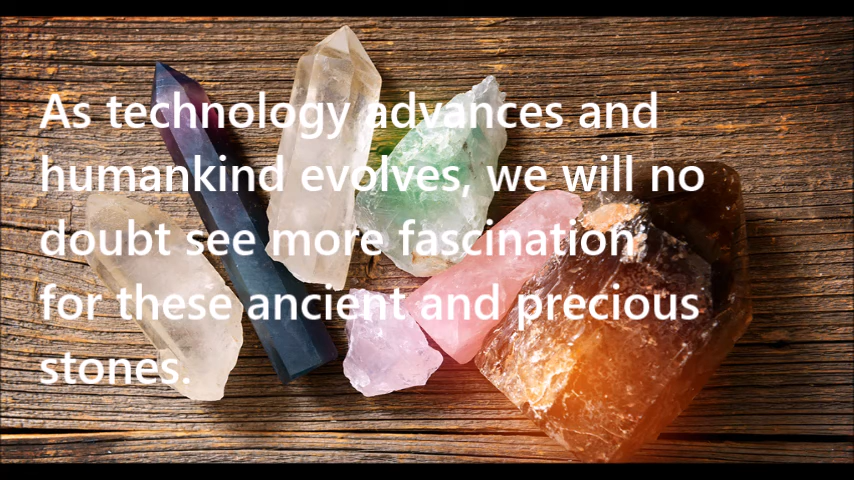 As technology advances and
humankind evolves, we will no
doubt see more fascination
for these ancient and precious
stones.